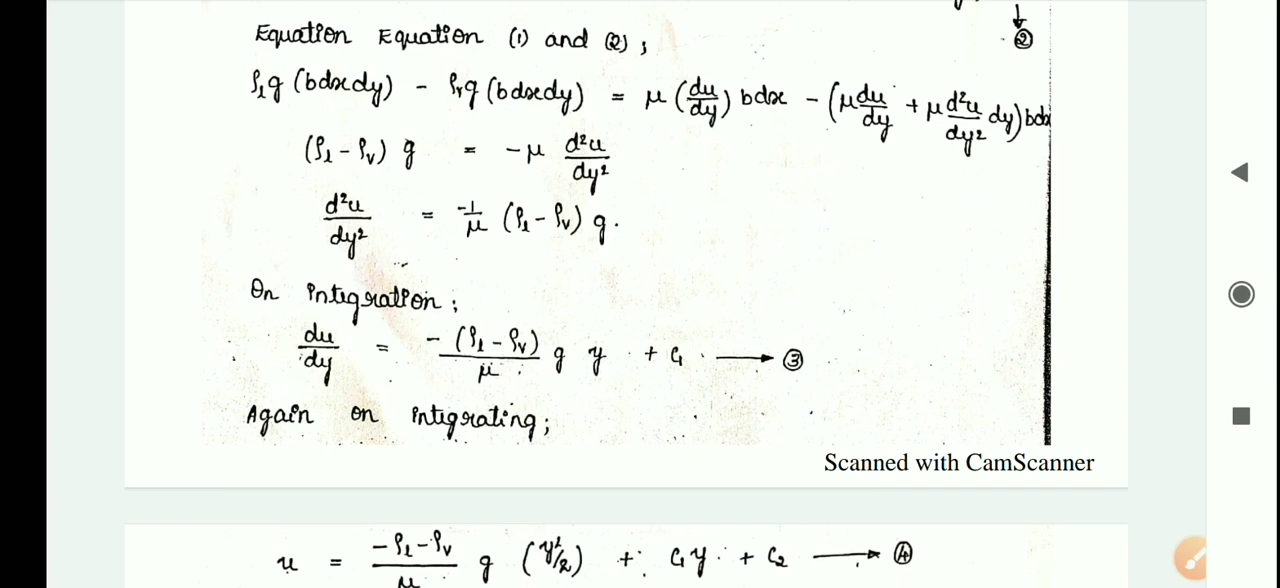 ②
Equation Equation (1) and (2) ;
ρₗg (bdxdy) - ρᵥg (bdxdy) = μ (du/dy) bdx - (μ du/dy + μ d²u/dy² dy) bdx
(ρₗ - ρᵥ) g = -μ d²u/dy²
d²u/dy² = -1/μ (ρₗ - ρᵥ) g.
On integration ;
du/dy = -(ρₗ - ρᵥ)/μ g y + C₁ ⟶ ③
Again on integrating ;
Scanned with CamScanner
u = -ρₗ-ρᵥ/μ g (y²/2) + C₁y + C₂ ⟶ ④